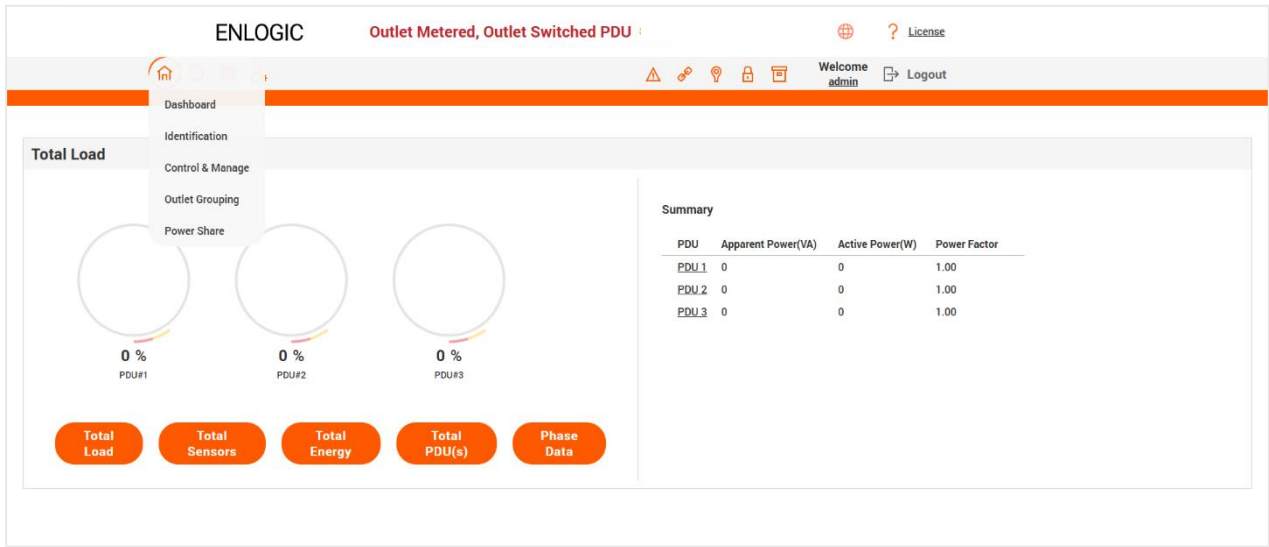 ENLOGIC
Outlet Metered, Outlet Switched PDU
? License
Welcome
admin
Logout
Dashboard
Identification
Control & Manage
Outlet Grouping
Power Share
Total Load
0 %
PDU#1
0 %
PDU#2
0 %
PDU#3
Total
Load
Total
Sensors
Total
Energy
Total
PDU(s)
Phase
Data
Summary
PDU Apparent Power(VA) Active Power(W) Power Factor
PDU 1 0 0 1.00
PDU 2 0 0 1.00
PDU 3 0 0 1.00